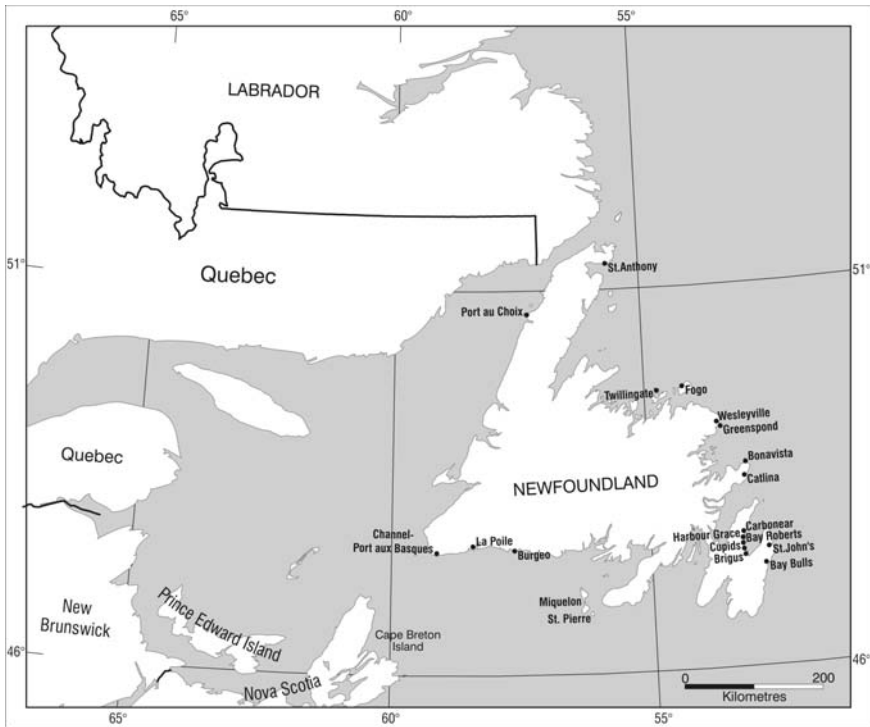 65°
60°
55°
LABRADOR
51°
51°
Quebec
St.Anthony
Port au Choix
Twillingate
Fogo
Wesleyville
Greenspond
Quebec
Bonavista
Catlina
NEWFOUNDLAND
Carbonear
Harbour Grace
Bay Roberts
Cupids
St.John's
Brigus
Bay Bulls
Channel-
Port aux Basques
La Poile
Burgeo
Miquelon
St. Pierre
New
Brunswick
Prince Edward Island
Cape Breton
Island
Nova Scotia
46°
46°
0
200
Kilometres
65°
60°
55°